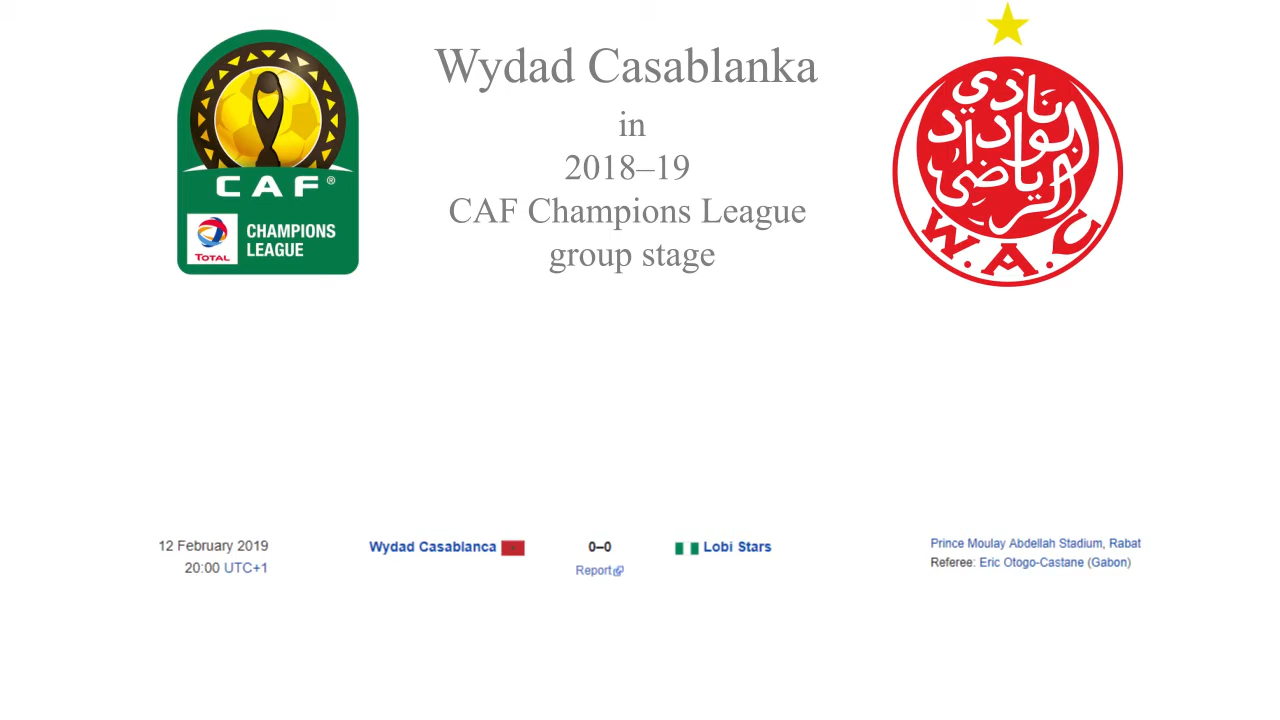 Wydad Casablanka
in
2018–19
CAF Champions League
group stage
CAF®
TOTAL
CHAMPIONS
LEAGUE
نادي
الوداد
الرياضي
W.A.C
12 February 2019
20:00 UTC+1
Wydad Casablanca 0–0 Lobi Stars
Report
Prince Moulay Abdellah Stadium, Rabat
Referee: Eric Otogo-Castane (Gabon)